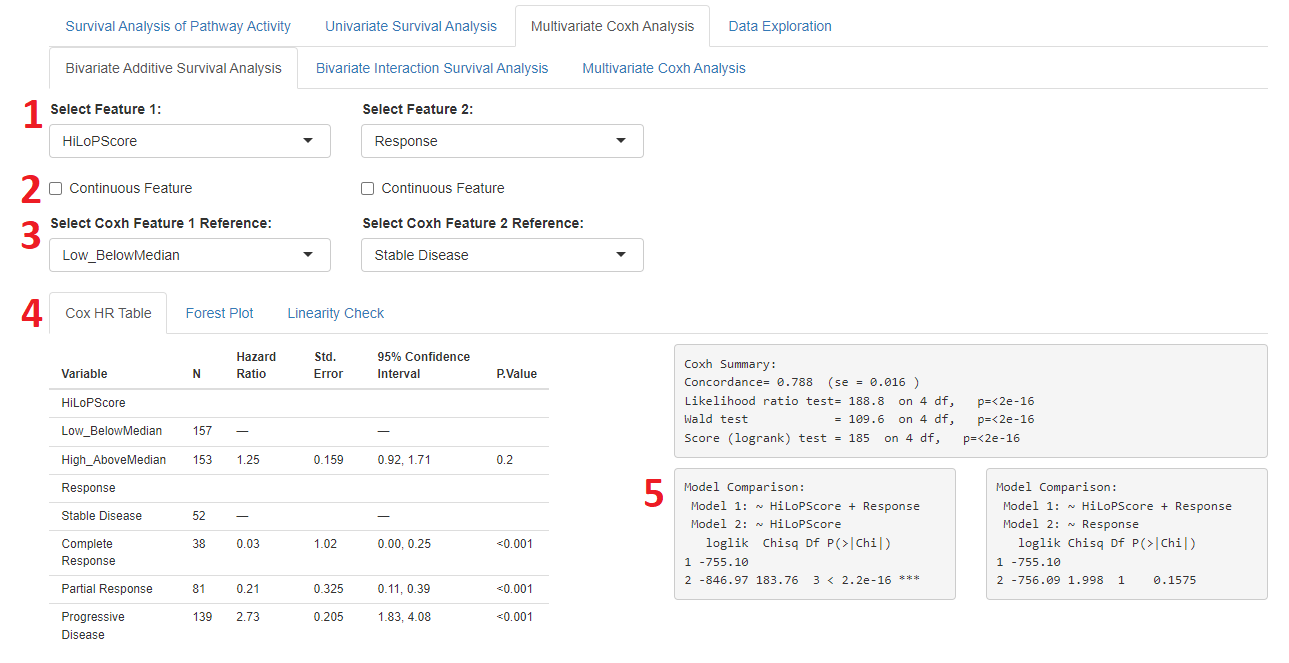 Survival Analysis of Pathway Activity Univariate Survival Analysis Multivariate Coxh Analysis Data Exploration
Bivariate Additive Survival Analysis Bivariate Interaction Survival Analysis Multivariate Coxh Analysis
1 Select Feature 1: Select Feature 2:
HiLoPScore Response
2 Continuous Feature Continuous Feature
3 Select Coxh Feature 1 Reference: Select Coxh Feature 2 Reference:
Low_BelowMedian Stable Disease
4 Cox HR Table Forest Plot Linearity Check
Hazard Std. 95% Confidence
Variable N Ratio Error Interval P.Value
HiLoPScore
Low_BelowMedian 157 — —
High_AboveMedian 153 1.25 0.159 0.92, 1.71 0.2
Response
Stable Disease 52 — —
Complete 38 0.03 1.02 0.00, 0.25 <0.001
Response
Partial Response 81 0.21 0.325 0.11, 0.39 <0.001
Progressive 139 2.73 0.205 1.83, 4.08 <0.001
Disease
Coxh Summary:
Concordance= 0.788 (se = 0.016 )
Likelihood ratio test= 188.8 on 4 df, p=<2e-16
Wald test = 109.6 on 4 df, p=<2e-16
Score (logrank) test = 185 on 4 df, p=<2e-16
5
Model Comparison:
Model 1: ~ HiLoPScore + Response
Model 2: ~ HiLoPScore
loglik Chisq Df P(>|Chi|)
1 -755.10
2 -846.97 183.76 3 < 2.2e-16 ***
Model Comparison:
Model 1: ~ HiLoPScore + Response
Model 2: ~ Response
loglik Chisq Df P(>|Chi|)
1 -755.10
2 -756.09 1.998 1 0.1575